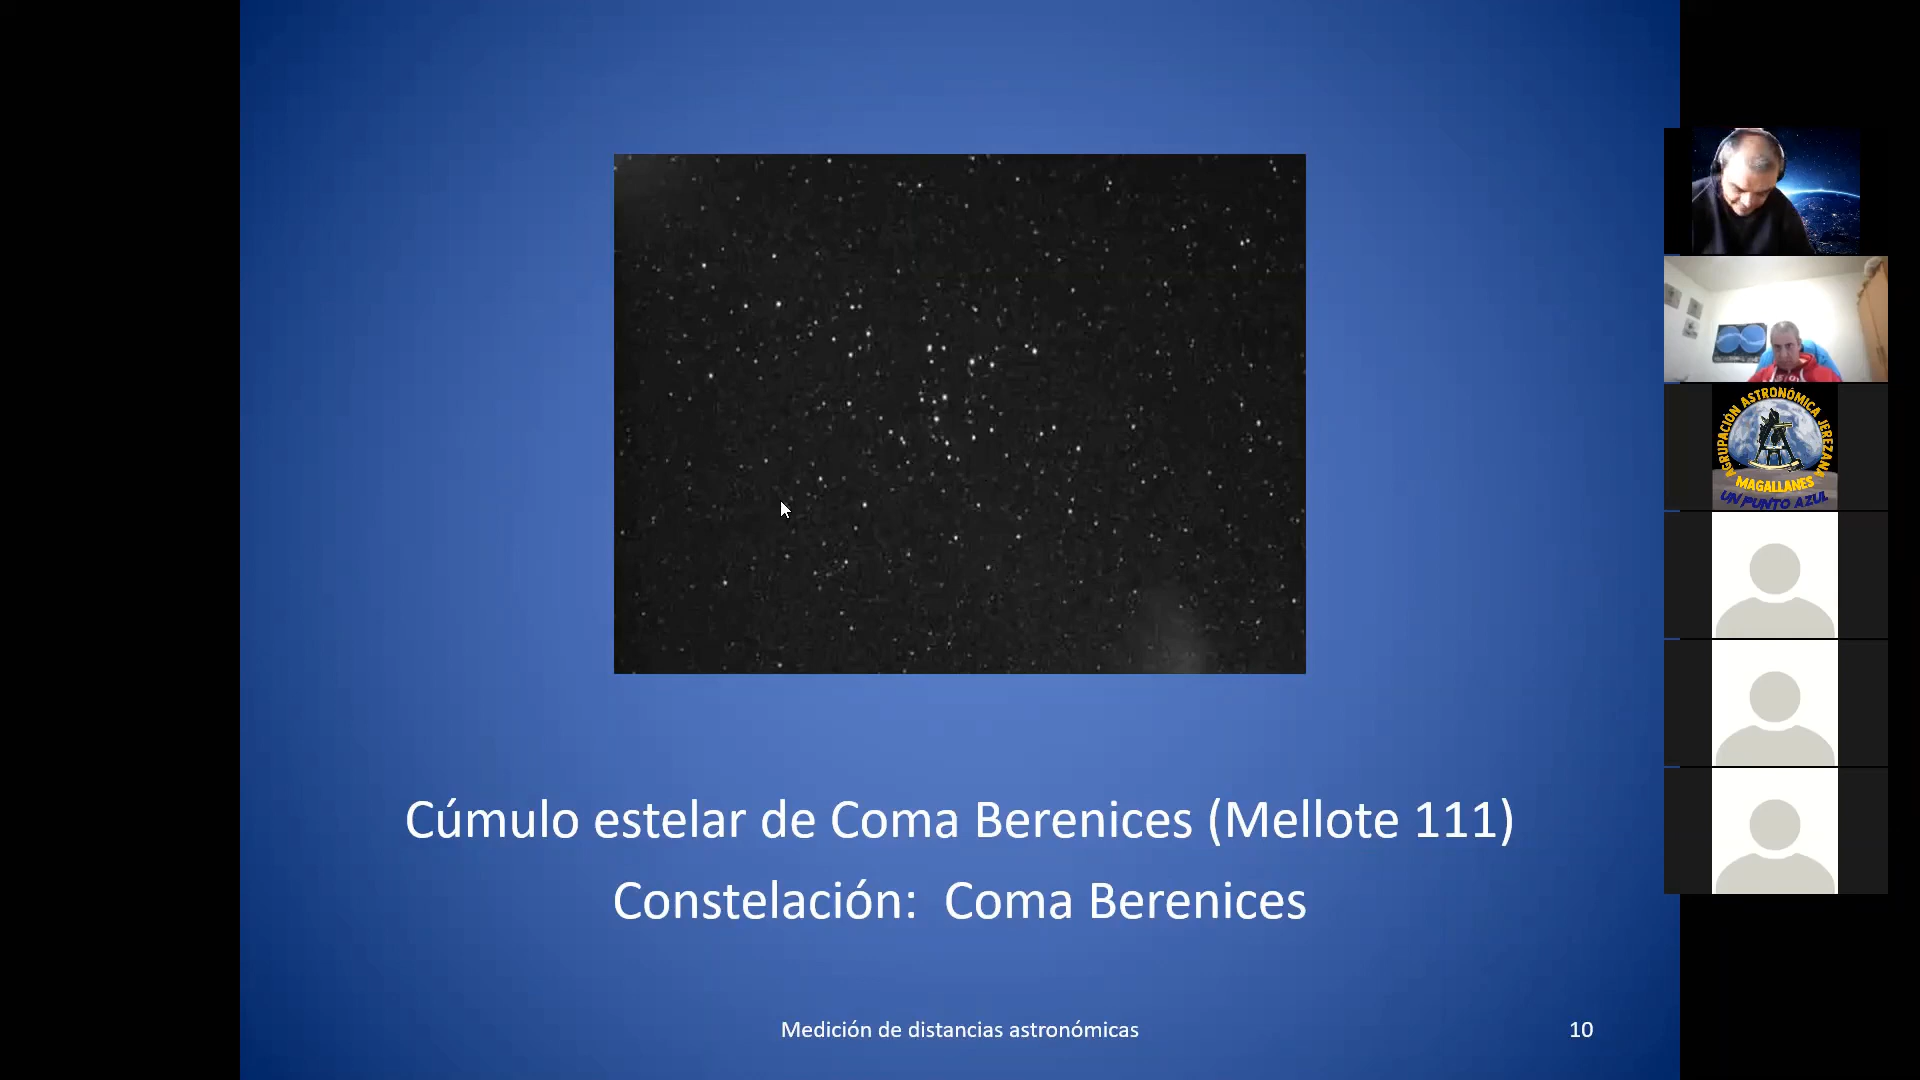 Cúmulo estelar de Coma Berenices (Mellote 111)
Constelación: Coma Berenices
Medición de distancias astronómicas
10
AGRUPACIÓN ASTRONÓMICA JEREZANA
MAGALLANES
UN PUNTO AZUL